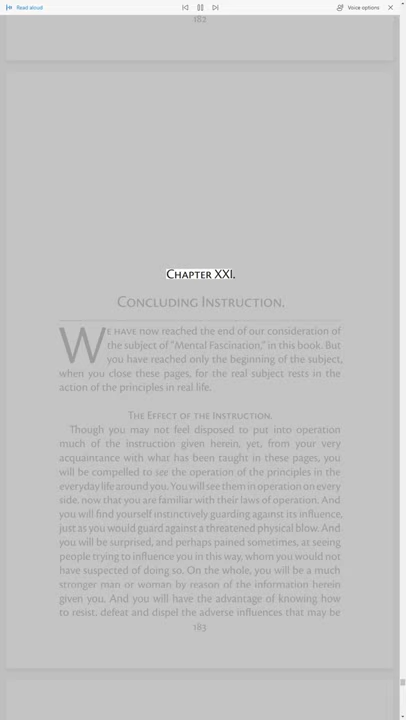 Read aloud
Voice options
182
CHAPTER XXI.
CONCLUDING INSTRUCTION.
WE HAVE now reached the end of our consideration of
the subject of "Mental Fascination," in this book. But
you have reached only the beginning of the subject,
when you close these pages, for the real subject rests in the
action of the principles in real life.
THE EFFECT OF THE INSTRUCTION.
Though you may not feel disposed to put into operation
much of the instruction given herein, yet, from your very
acquaintance with what has been taught in these pages, you
will be compelled to see the operation of the principles in the
everyday life around you. You will see them in operation on every
side, now that you are familiar with their laws of operation. And
you will find yourself instinctively guarding against its influence,
just as you would guard against a threatened physical blow. And
you will be surprised, and perhaps pained sometimes, at seeing
people trying to influence you in this way, whom you would not
have suspected of doing so. On the whole, you will be a much
stronger man or woman by reason of the information herein
given you. And you will have the advantage of knowing how
to resist, defeat and dispel the adverse influences that may be
183